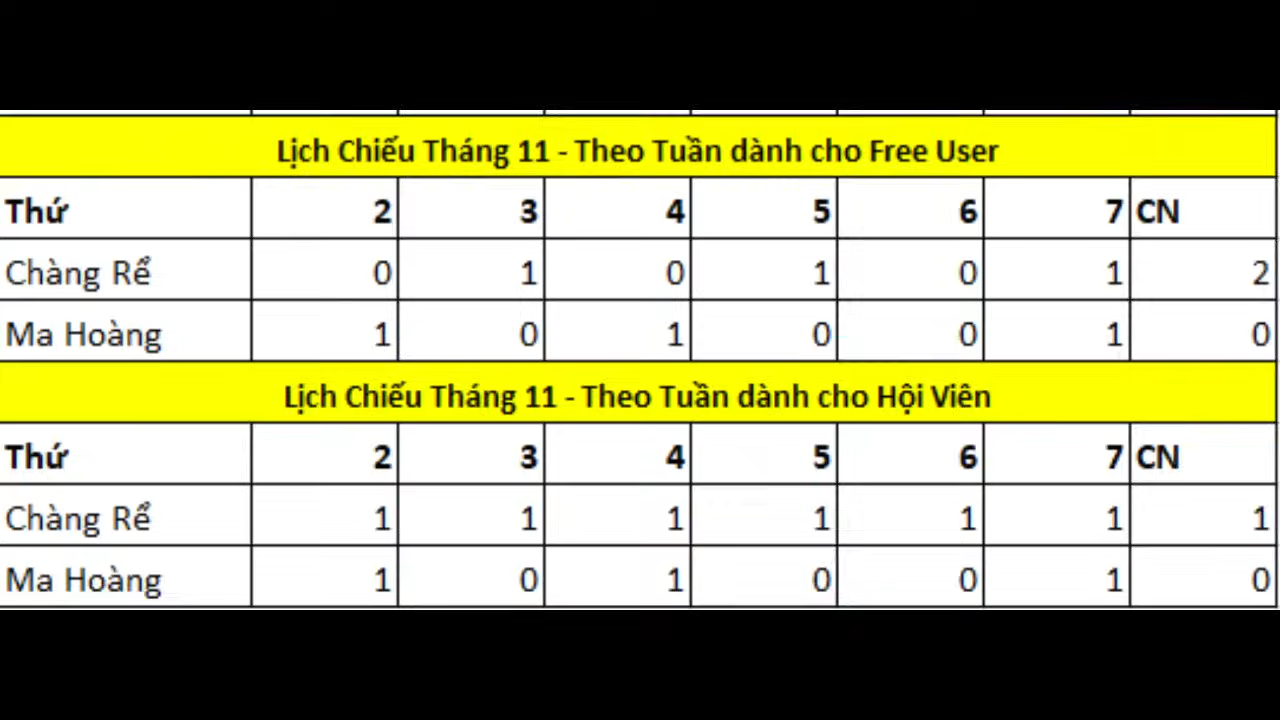 Lịch Chiếu Tháng 11 - Theo Tuần dành cho Free User
Thứ 2 3 4 5 6 7 CN
Chàng Rể 0 1 0 1 0 1 2
Ma Hoàng 1 0 1 0 0 1 0
Lịch Chiếu Tháng 11 - Theo Tuần dành cho Hội Viên
Thứ 2 3 4 5 6 7 CN
Chàng Rể 1 1 1 1 1 1 1
Ma Hoàng 1 0 1 0 0 1 0